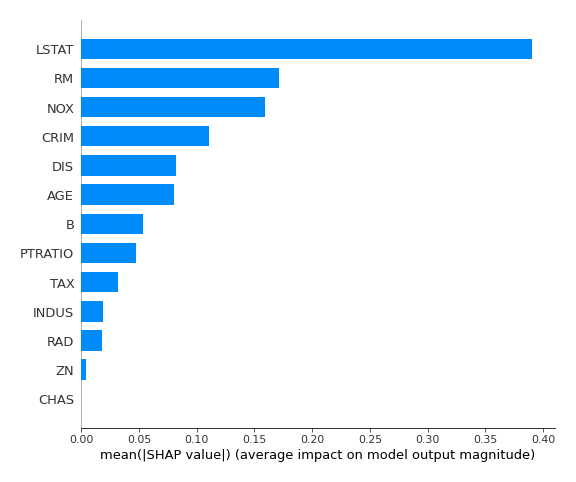 LSTAT
RM
NOX
CRIM
DIS
AGE
B
PTRATIO
TAX
INDUS
RAD
ZN
CHAS
0.00 0.05 0.10 0.15 0.20 0.25 0.30 0.35 0.40
mean(|SHAP value|) (average impact on model output magnitude)